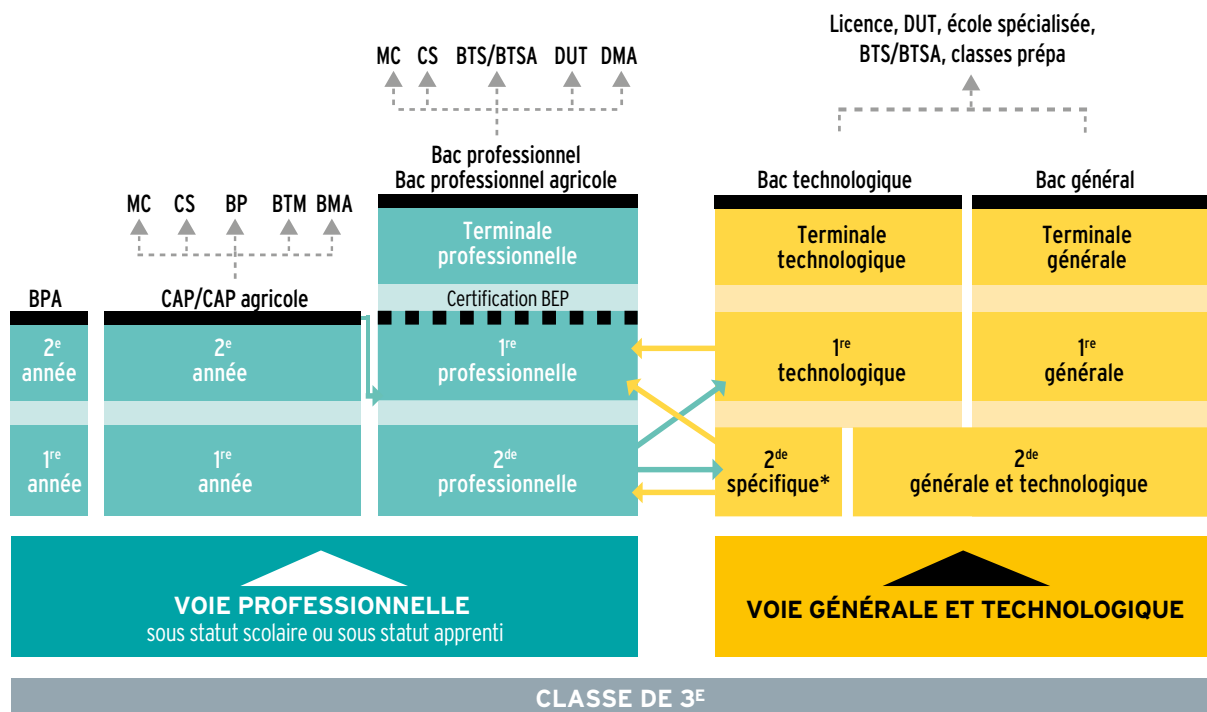 Licence, DUT, école spécialisée,
BTS/BTSA, classes prépa
MC CS BTS/BTSA DUT DMA
Bac professionnel
Bac professionnel agricole
Bac technologique
Bac général
MC CS BP BTM BMA
Terminale
professionnelle
Terminale
technologique
Terminale
générale
BPA
CAP/CAP agricole
Certification BEP
2e
année
2e
année
1re
professionnelle
1re
technologique
1re
générale
1re
année
1re
année
2de
professionnelle
2de
spécifique*
2de
générale et technologique
VOIE PROFESSIONNELLE
sous statut scolaire ou sous statut apprenti
VOIE GÉNÉRALE ET TECHNOLOGIQUE
CLASSE DE 3E